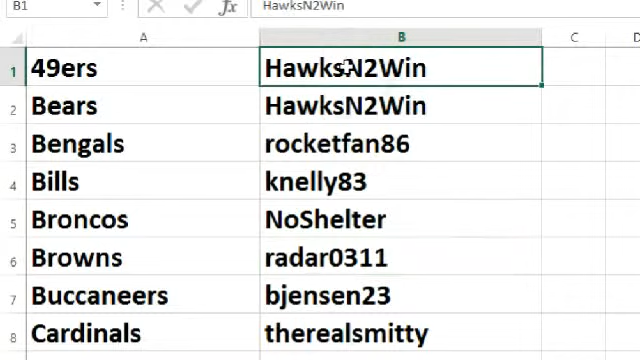 B1 fx HawksN2Win
A B C D
1 49ers HawksN2Win
2 Bears HawksN2Win
3 Bengals rocketfan86
4 Bills knelly83
5 Broncos NoShelter
6 Browns radar0311
7 Buccaneers bjensen23
8 Cardinals therealsmitty